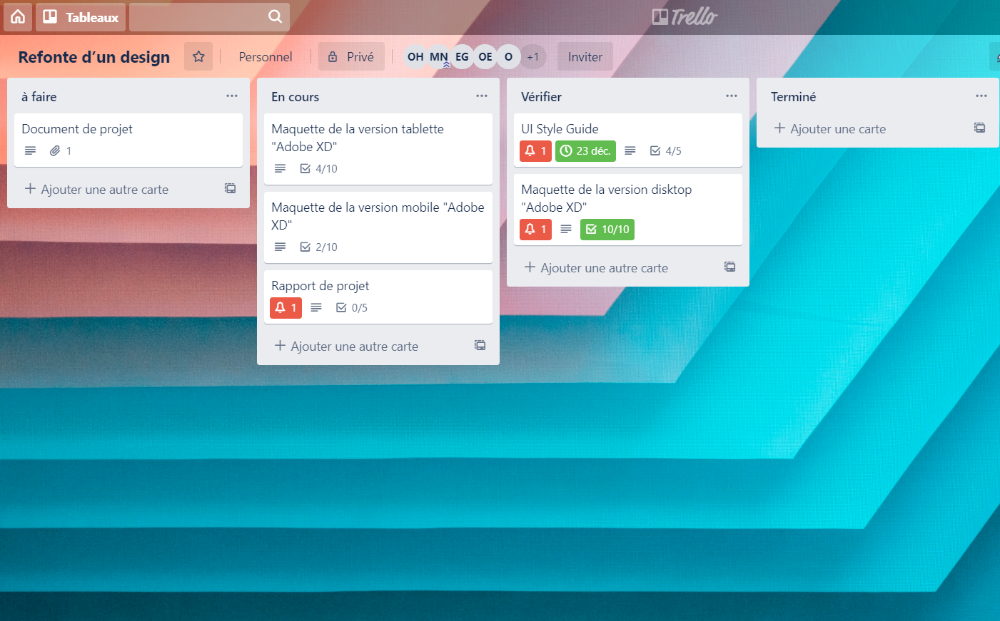 Tableaux
Trello
Refonte d’un design
Personnel
Privé
OH MN EG OE O +1
Inviter
à faire
Document de projet
1
Ajouter une autre carte
En cours
Maquette de la version tablette
"Adobe XD"
4/10
Maquette de la version mobile "Adobe
XD"
2/10
Rapport de projet
1 0/5
Ajouter une autre carte
Vérifier
UI Style Guide
1 23 déc. 4/5
Maquette de la version disktop
"Adobe XD"
1 10/10
Ajouter une autre carte
Terminé
Ajouter une carte